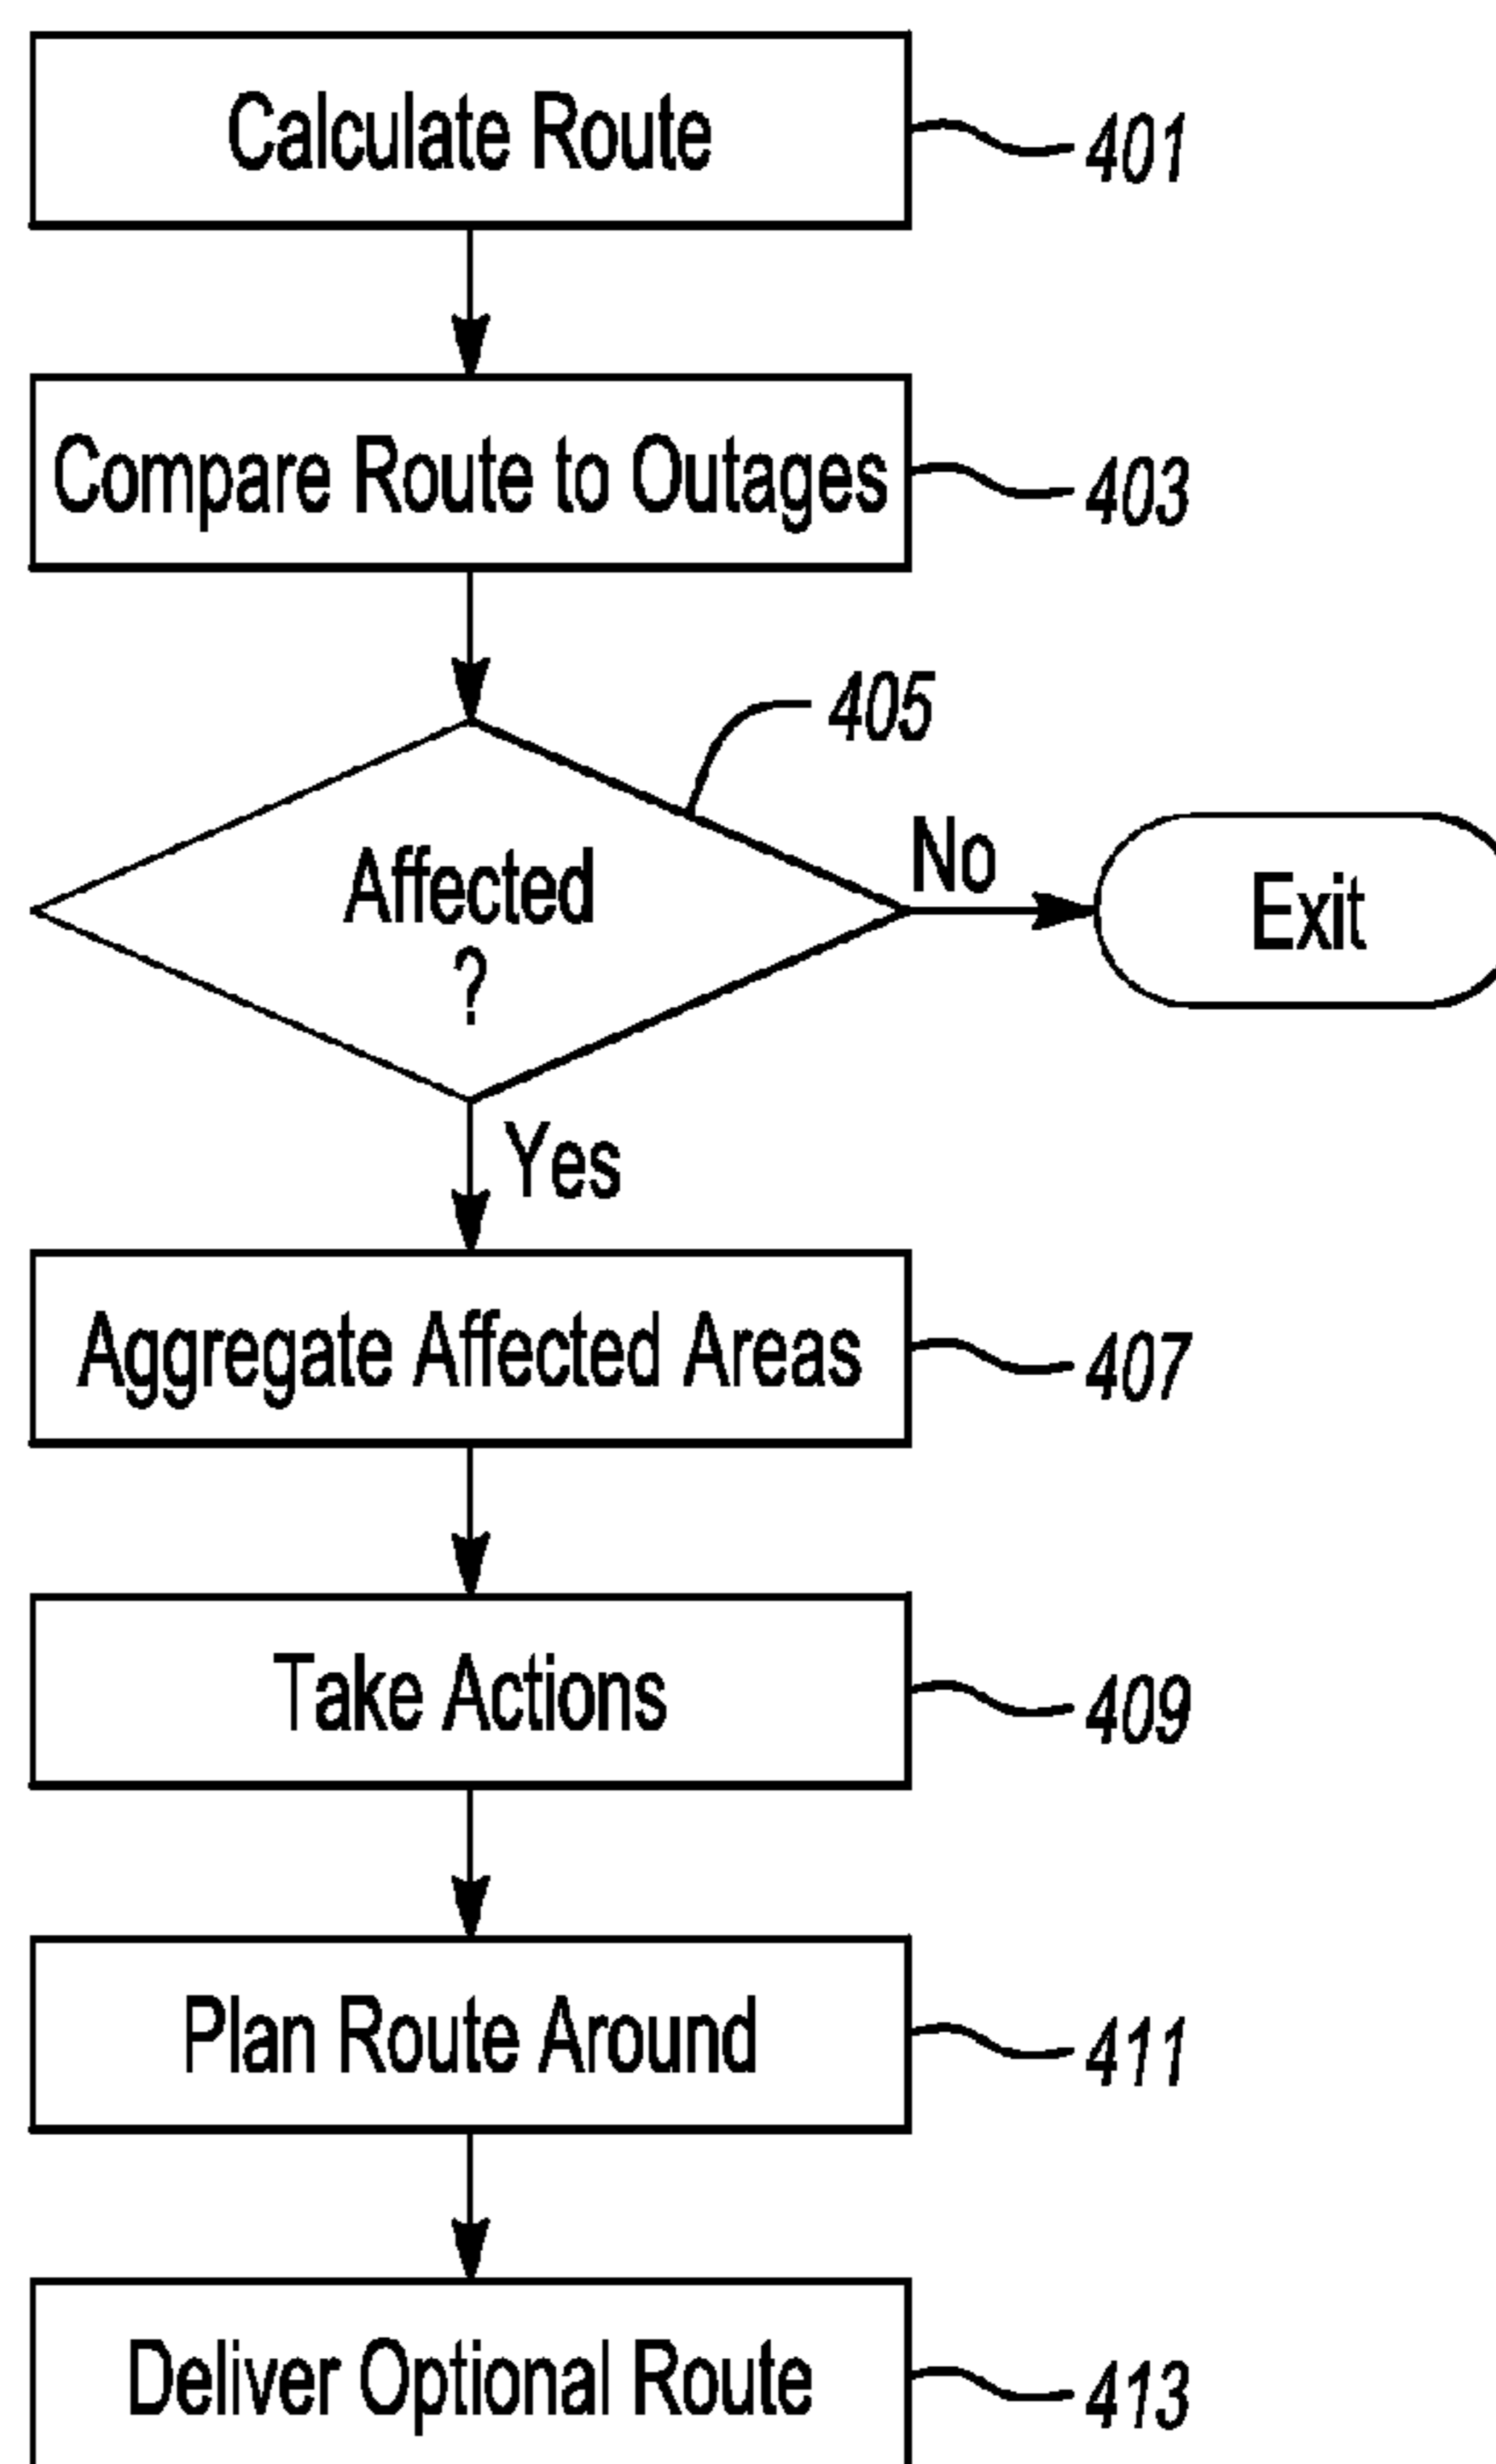 Calculate Route
401
Compare Route to Outages
403
405
Affected
?
No
Exit
Yes
Aggregate Affected Areas
407
Take Actions
409
Plan Route Around
411
Deliver Optional Route
413